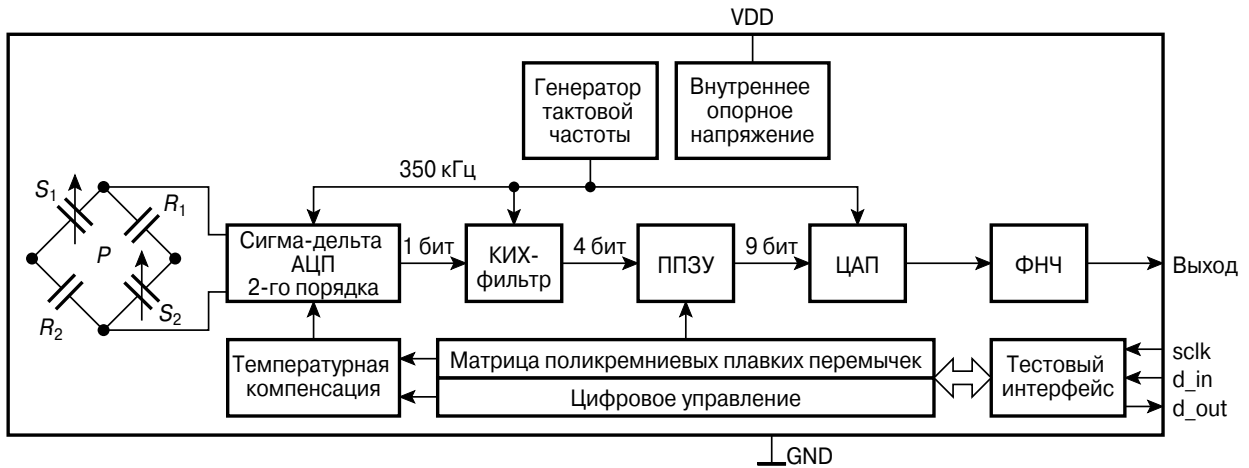 VDD
Генератор
тактовой
частоты
Внутреннее
опорное
напряжение
350 кГц
S1
R1
P
R2
S2
Сигма-дельта
АЦП
2-го порядка
1 бит
КИХ-
фильтр
4 бит
ППЗУ
9 бит
ЦАП
ФНЧ
Выход
Температурная
компенсация
Матрица поликремниевых плавких перемычек
Цифровое управление
Тестовый
интерфейс
sclk
d_in
d_out
GND